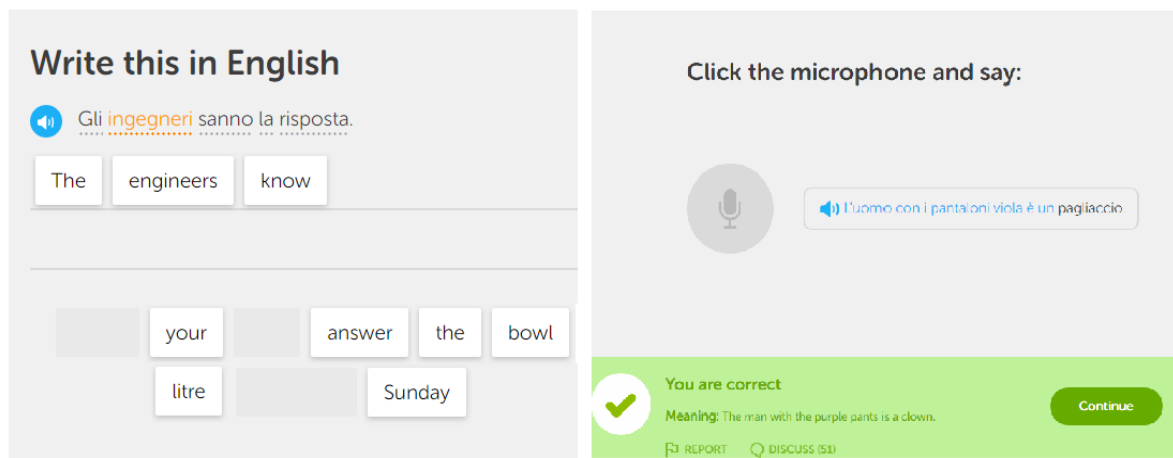 Write this in English
Gli ingegneri sanno la risposta.
The engineers know
your answer the bowl
litre Sunday
Click the microphone and say:
L'uomo con i pantaloni viola è un pagliaccio.
You are correct
Meaning: The man with the purple pants is a clown.
Continue
REPORT DISCUSS (51)